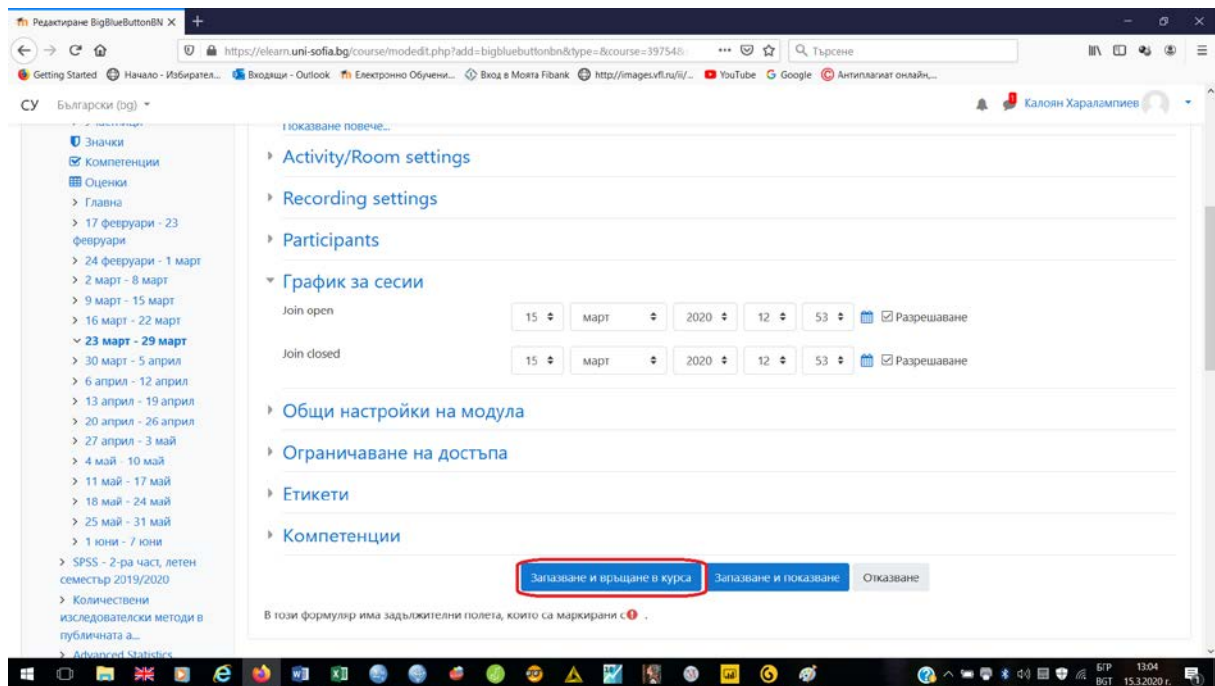 Редактиране BigBlueButtonBN
https://elearn.uni-sofia.bg/course/modedit.php?add=bigbluebuttonbn&type=&course=39754&
Търсене
Getting Started Начало - Избирател... Входящи - Outlook Електронно Обучени... Вход в Моята Fibank http://images.vfl.ru/ii/... YouTube Google Антиплагиат онлайн,...
СУ Български (bg) Калоян Харалампиев
Участници
Значки
Компетенции
Оценки
Главна
17 февруари - 23
февруари
24 февруари - 1 март
2 март - 8 март
9 март - 15 март
16 март - 22 март
23 март - 29 март
30 март - 5 април
6 април - 12 април
13 април - 19 април
20 април - 26 април
27 април - 3 май
4 май - 10 май
11 май - 17 май
18 май - 24 май
25 май - 31 май
1 юни - 7 юни
SPSS - 2-ра част, летен
семестър 2019/2020
Количествени
изследователски методи в
публичната а...
Advanced Statistics
Показване повече...
Activity/Room settings
Recording settings
Participants
График за сесии
Join open 15 март 2020 12 53 Разрешаване
Join closed 15 март 2020 12 53 Разрешаване
Общи настройки на модула
Ограничаване на достъпа
Етикети
Компетенции
Запазване и връщане в курса Запазване и показване Отказване
В този формуляр има задължителни полета, които са маркирани с .
БГР 13:04
BGT 15.3.2020 г.